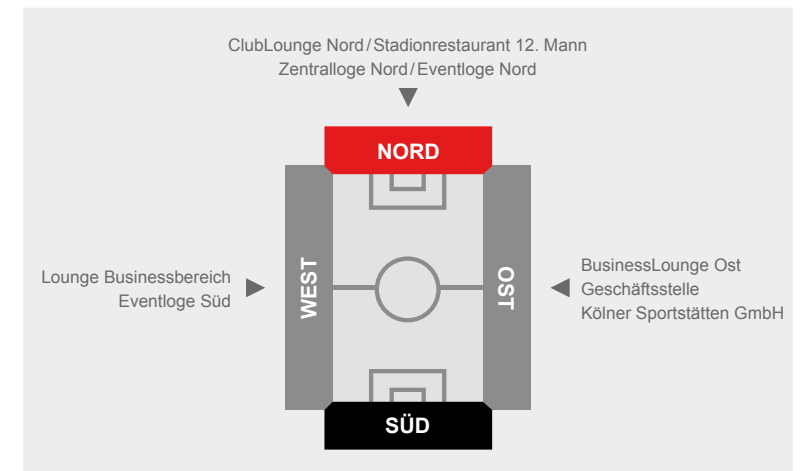 ClubLounge Nord/Stadionrestaurant 12. Mann
Zentralloge Nord/Eventloge Nord
NORD
WEST
OST
Lounge Businessbereich
Eventloge Süd
BusinessLounge Ost
Geschäftsstelle
Kölner Sportstätten GmbH
SÜD